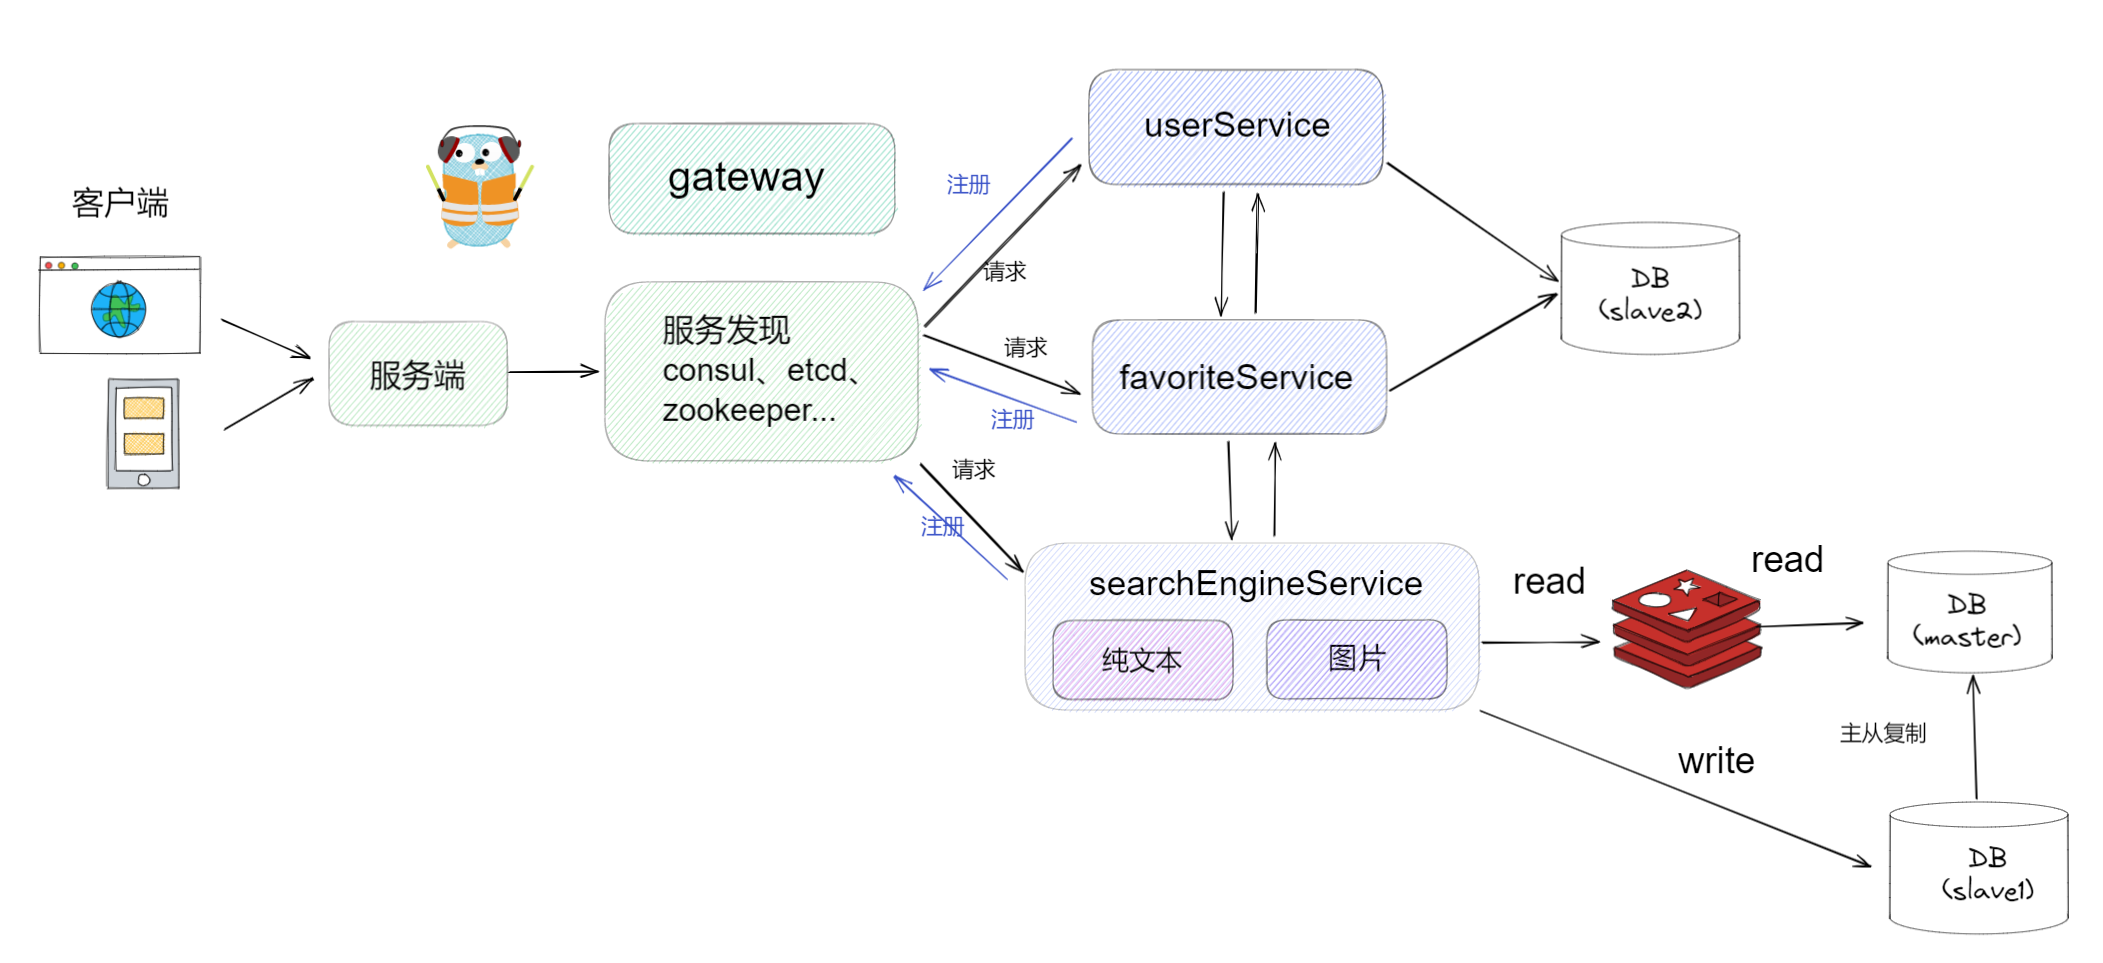 客户端
服务端
gateway
服务发现
consul、etcd、
zookeeper...
注册
请求
请求
注册
请求
注册
userService
favoriteService
searchEngineService
纯文本
图片
DB
(slave2)
read
read
DB
(master)
主从复制
write
DB
(slave1)